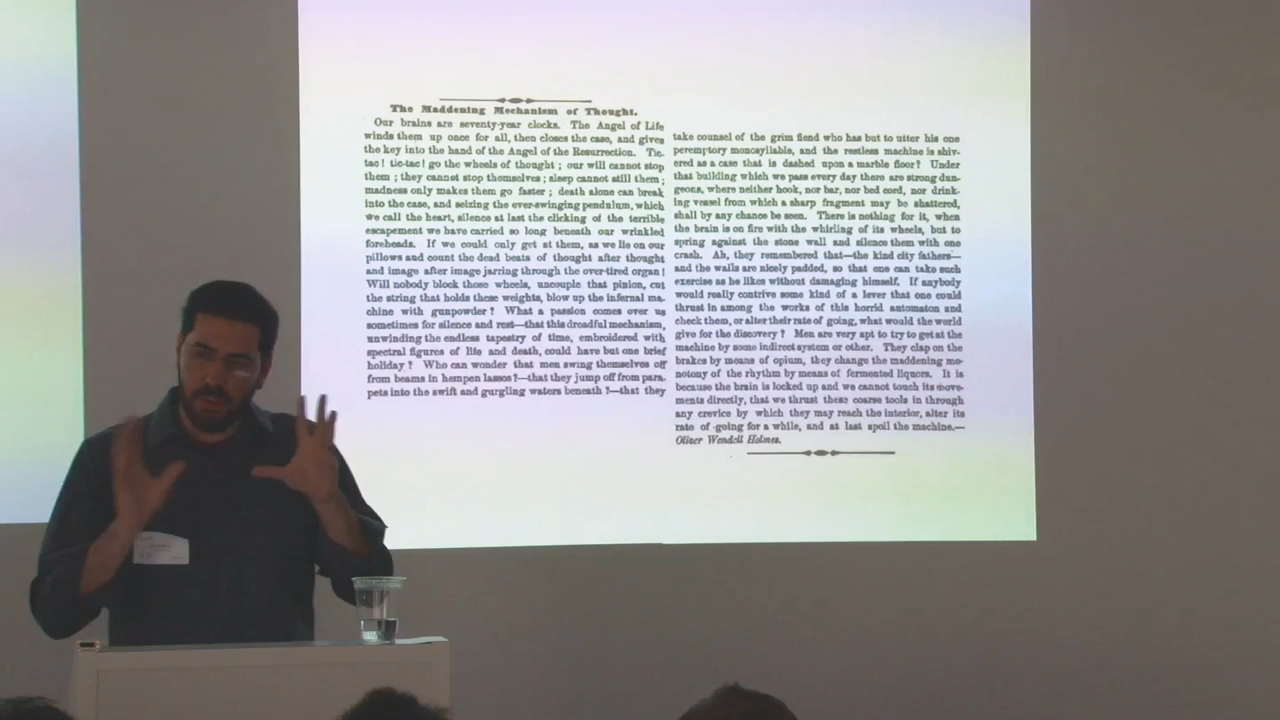 The Maddening Mechanism of Thought.
Our brains are seventy-year clocks. The Angel of Life
winds them up once for all, then closes the case, and gives
the key into the hand of the Angel of the Resurrection. Tic-
tac! tic-tac! go the wheels of thought; our will cannot stop
them; they cannot stop themselves; sleep cannot still them;
madness only makes them go faster; death alone can break
into the case, and seizing the ever-swinging pendulum, which
we call the heart, silence at last the clicking of the terrible
escapement we have carried so long beneath our wrinkled
foreheads. If we could only get at them, as we lie on our
pillows and count the dead beats of thought after thought
and image after image jarring through the over-tired organ!
Will nobody block those wheels, uncouple that pinion, cut
the string that holds these weights, blow up the infernal ma-
chine with gunpowder? What a passion comes over us
sometimes for silence and rest—that this dreadful mechanism,
unwinding the endless tapestry of time, embroidered with
spectral figures of life and death, could have but one brief
holiday? Who can wonder that men swing themselves off
from beams in hempen lassos?—that they jump off from para-
pets into the swift and gurgling waters beneath?—that they
take counsel of the grim fiend who has but to utter his one
peremptory monosyllable, and the restless machine is shiv-
ered as a case that is dashed upon a marble floor? Under
that building which we pass every day there are strong dun-
geons, where neither hook, nor bar, nor bed cord, nor drink-
ing vessel from which a sharp fragment may be shattered,
shall by any chance be seen. There is nothing for it, when
the brain is on fire with the whirling of its wheels, but to
spring against the stone wall and silence them with one
crash. Ah, they remembered that—the kind city fathers—
and the walls are nicely padded, so that one can take such
exercise as he likes without damaging himself. If anybody
would really contrive some kind of a lever that one could
thrust in among the works of this horrid automaton and
check them, or alter their rate of going, what would the world
give for the discovery? Men are very apt to try to get at the
machine by some indirect system or other. They clap on the
brakes by means of opium, they change the maddening mo-
notony of the rhythm by means of fermented liquors. It is
because the brain is locked up and we cannot touch its move-
ments directly, that we thrust these coarse tools in through
any crevice by which they may reach the interior, alter its
rate of going for a while, and at last spoil the machine.—
Oliver Wendell Holmes.